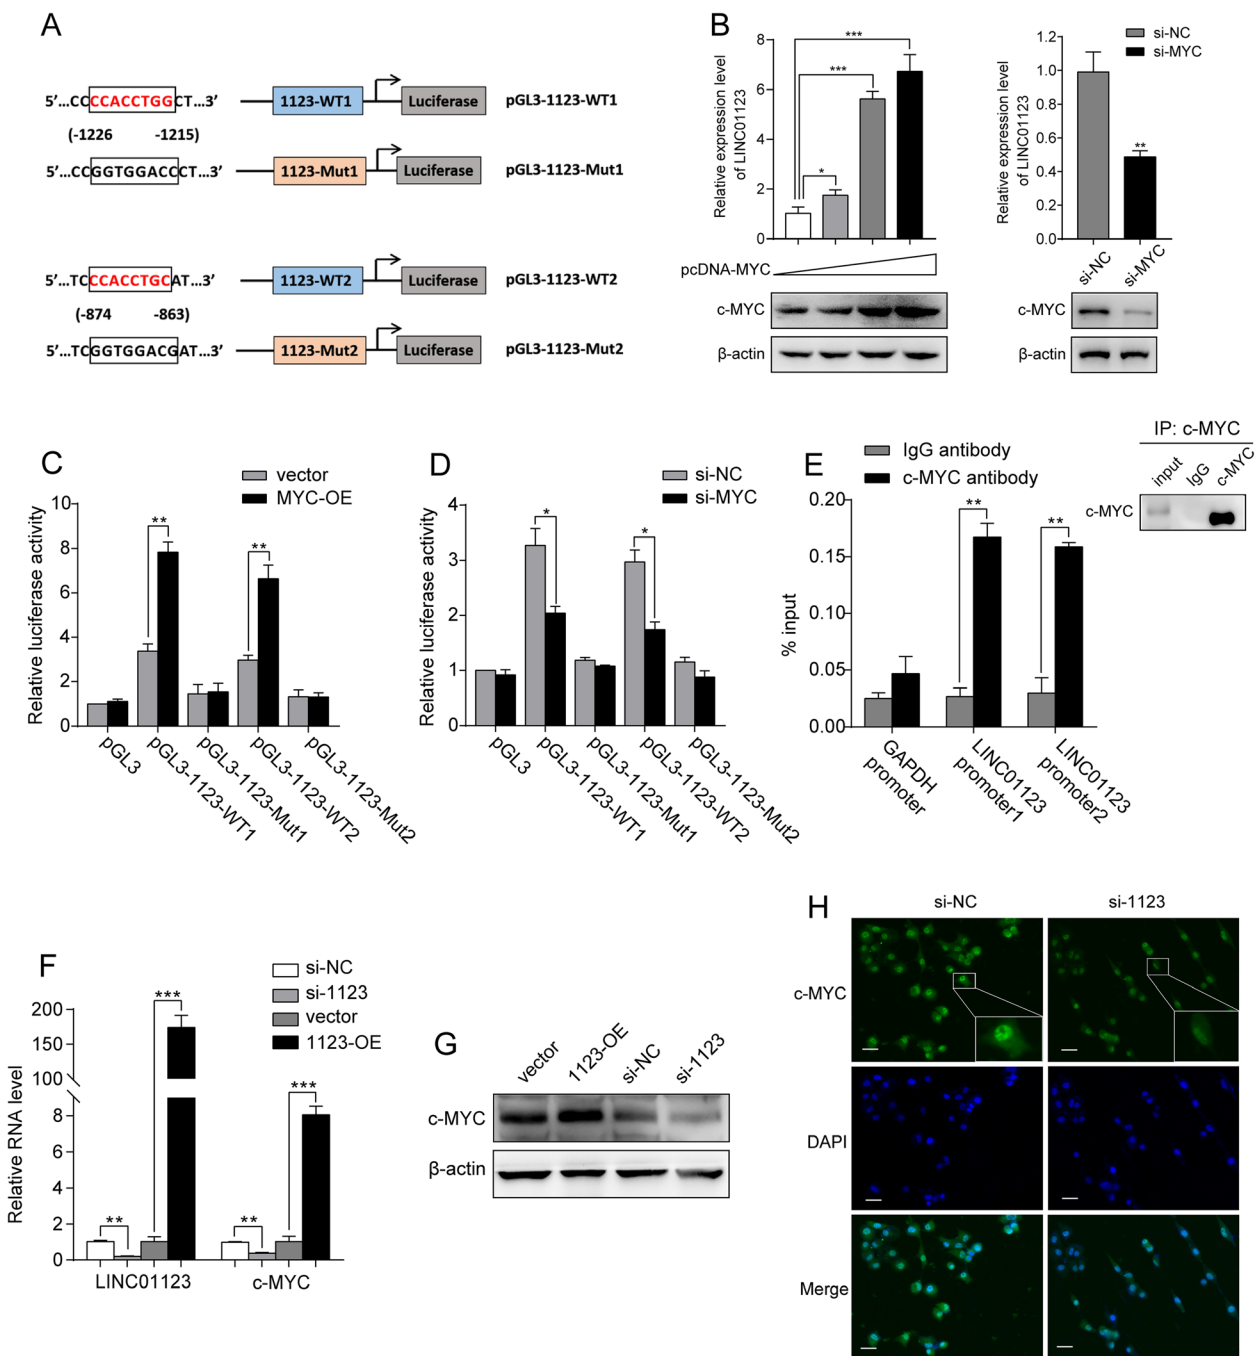 A
5’...CCCCACCTGGCT...3’
1123-WT1
Luciferase
pGL3-1123-WT1
(-1226 -1215)
5’...CCGGTGGACCCT...3’
1123-Mut1
Luciferase
pGL3-1123-Mut1
5’...TCCCACCTGCAT...3’
1123-WT2
Luciferase
pGL3-1123-WT2
(-874 -863)
5’...TCGGTGGACGAT...3’
1123-Mut2
Luciferase
pGL3-1123-Mut2
B
Relative expression level
of LINC01123
8
6
4
2
0
*
***
***
pcDNA-MYC
c-MYC
β-actin
si-NC
si-MYC
Relative expression level
of LINC01123
1.2
1.0
0.8
0.6
0.4
0.2
0.0
**
si-NC
si-MYC
c-MYC
β-actin
C
vector
MYC-OE
Relative luciferase activity
10
8
6
4
2
0
**
**
pGL3
pGL3-1123-WT1
pGL3-1123-Mut1
pGL3-1123-WT2
pGL3-1123-Mut2
D
si-NC
si-MYC
Relative luciferase activity
4
3
2
1
0
*
*
pGL3
pGL3-1123-WT1
pGL3-1123-Mut1
pGL3-1123-WT2
pGL3-1123-Mut2
E
IgG antibody
c-MYC antibody
% input
0.20
0.15
0.10
0.05
0.00
**
**
GAPDH
promoter
LINC01123
promoter1
LINC01123
promoter2
IP: c-MYC
input
IgG
c-MYC
c-MYC
F
si-NC
si-1123
vector
1123-OE
Relative RNA level
200
150
100
8
6
4
2
0
**
***
**
***
LINC01123
c-MYC
G
vector
1123-OE
si-NC
si-1123
c-MYC
β-actin
H
si-NC
si-1123
c-MYC
DAPI
Merge